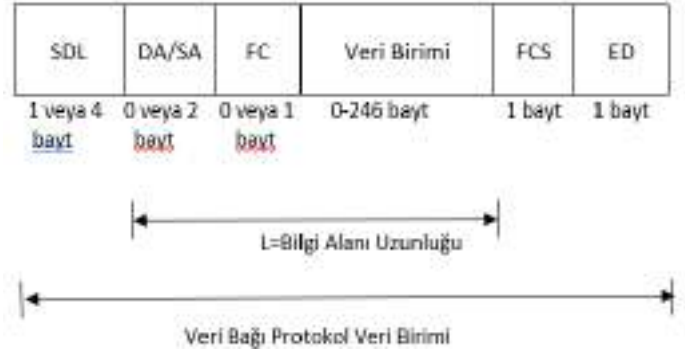 SDL DA/SA FC Veri Birimi FCS ED
1 veya 4 0 veya 2 0 veya 1 0-246 bayt 1 bayt 1 bayt
bayt bayt bayt
L=Bilgi Alanı Uzunluğu
Veri Bağı Protokol Veri Birimi